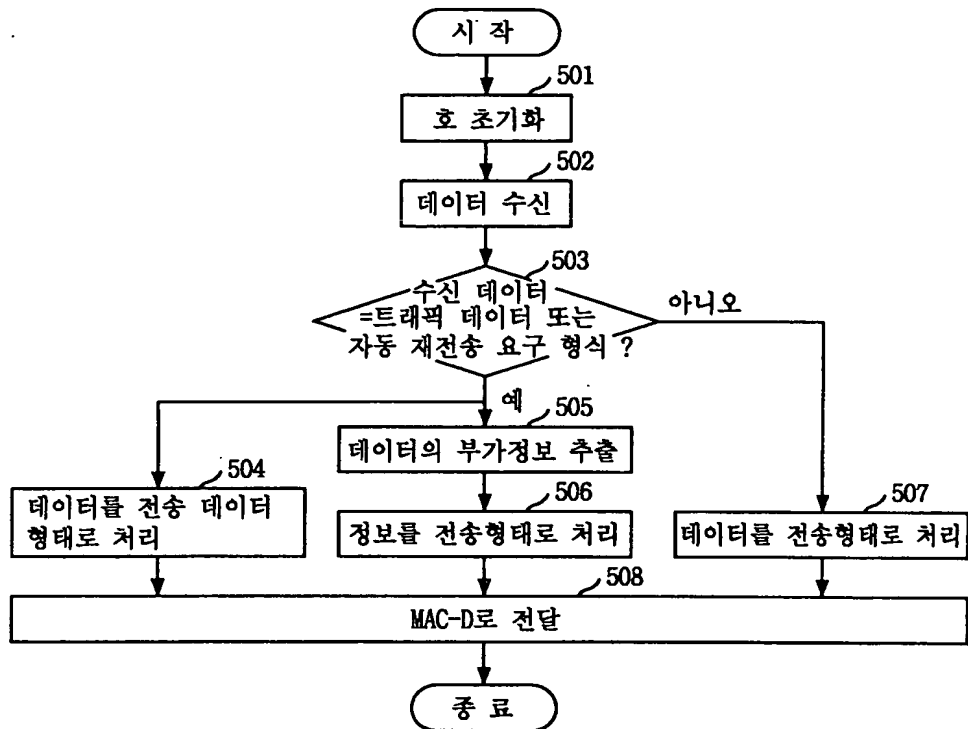 시 작
501
호 초기화
502
데이터 수신
503
수신 데이터
=트래픽 데이터 또는
자동 재전송 요구 형식 ?
아니오
예
505
데이터의 부가정보 추출
504
데이터를 전송 데이터
형태로 처리
506
정보를 전송형태로 처리
507
데이터를 전송형태로 처리
508
MAC-D로 전달
종 료